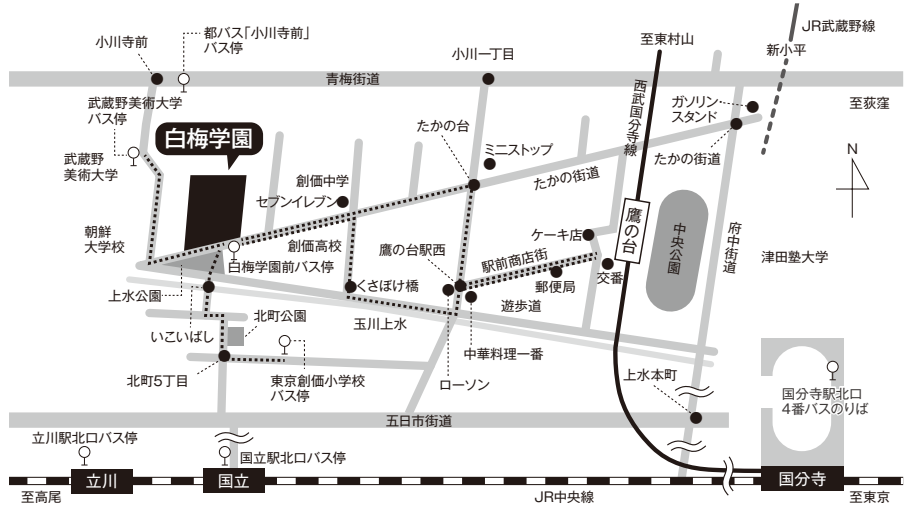 JR武蔵野線
都バス「小川寺前」
バス停
小川寺前
小川一丁目
至東村山
新小平
青梅街道
武蔵野美術大学
バス停
西武国分寺線
ガソリン
スタンド
至荻窪
白梅学園
たかの台
ミニストップ
たかの街道
たかの街道
武蔵野
美術大学
創価中学
セブンイレブン
N
朝鮮
大学校
創価高校
鷹の台駅西
ケーキ店
鷹の台
中央公園
府中街道
津田塾大学
白梅学園前バス停
駅前商店街
交番
郵便局
上水公園
くさぼけ橋
遊歩道
いこいばし
北町公園
玉川上水
中華料理一番
北町5丁目
東京創価小学校
バス停
ローソン
上水本町
国分寺駅北口
4番バスのりば
五日市街道
立川駅北口バス停
国立駅北口バス停
立川
国立
国分寺
至高尾
JR中央線
至東京